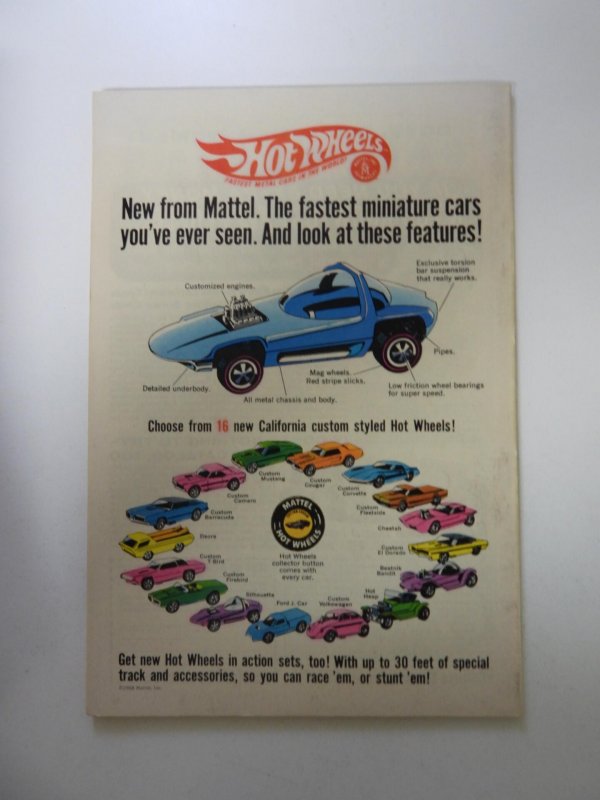 Hot Wheels
FASTEST METAL CARS IN THE WORLD!
New from Mattel. The fastest miniature cars
you've ever seen. And look at these features!
Exclusive torsion
bar suspension
that really works.
Customized engines.
Pipes.
Mag wheels.
Red stripe slicks.
Detailed underbody.
Low friction wheel bearings
for super speed.
All metal chassis and body.
Choose from 16 new California custom styled Hot Wheels!
Custom
Mustang
Custom
Cougar
Custom
Corvette
Custom
Camaro
Custom
Fleetside
Custom
Barracuda
MATTEL
HOT WHEELS
Cheetah
Deora
Hot Wheels
collector button
comes with
every car.
Custom
El Dorado
Custom
T-Bird
Beatnik
Bandit
Custom
Firebird
Silhouette
Ford J. Car
Custom
Volkswagen
Hot
Heap
Get new Hot Wheels in action sets, too! With up to 30 feet of special
track and accessories, so you can race 'em, or stunt 'em!
©1968 Mattel, Inc.